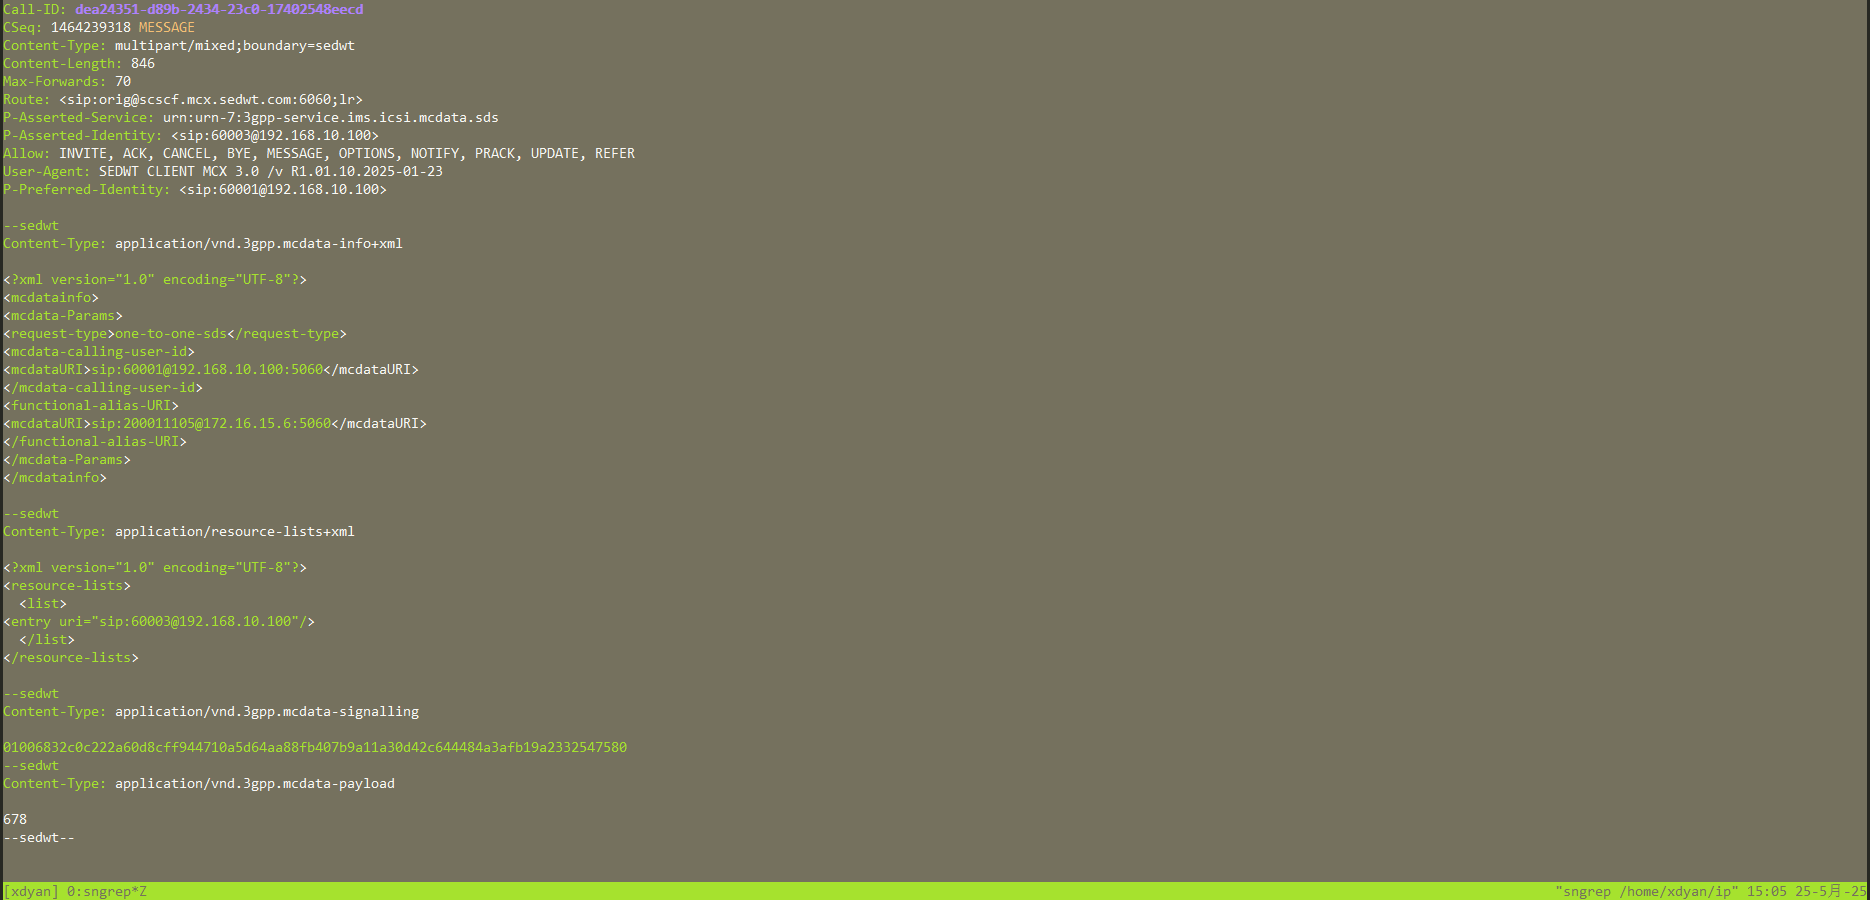 Call-ID: dea24351-d89b-2434-23c0-17402548eecd
CSeq: 1464239318 MESSAGE
Content-Type: multipart/mixed;boundary=sedwt
Content-Length: 846
Max-Forwards: 70
Route: <sip:orig@scscf.mcx.sedwt.com:6060;lr>
P-Asserted-Service: urn:urn-7:3gpp-service.ims.icsi.mcdata.sds
P-Asserted-Identity: <sip:60003@192.168.10.100>
Allow: INVITE, ACK, CANCEL, BYE, MESSAGE, OPTIONS, NOTIFY, PRACK, UPDATE, REFER
User-Agent: SEDWT CLIENT MCX 3.0 /v R1.01.10.2025-01-23
P-Preferred-Identity: <sip:60001@192.168.10.100>
--sedwt
Content-Type: application/vnd.3gpp.mcdata-info+xml
<?xml version="1.0" encoding="UTF-8"?>
<mcdatainfo>
<mcdata-Params>
<request-type>one-to-one-sds</request-type>
<mcdata-calling-user-id>
<mcdataURI>sip:60001@192.168.10.100:5060</mcdataURI>
</mcdata-calling-user-id>
<functional-alias-URI>
<mcdataURI>sip:200011105@172.16.15.6:5060</mcdataURI>
</functional-alias-URI>
</mcdata-Params>
</mcdatainfo>
--sedwt
Content-Type: application/resource-lists+xml
<?xml version="1.0" encoding="UTF-8"?>
<resource-lists>
<list>
<entry uri="sip:60003@192.168.10.100"/>
</list>
</resource-lists>
--sedwt
Content-Type: application/vnd.3gpp.mcdata-signalling
01006832c0c222a60d8cff944710a5d64aa88fb407b9a11a30d42c644484a3afb19a2332547580
--sedwt
Content-Type: application/vnd.3gpp.mcdata-payload
678
--sedwt--
[xdyan] 0:sngrep*Z "sngrep /home/xdyan/ip" 15:05 25-5月-25